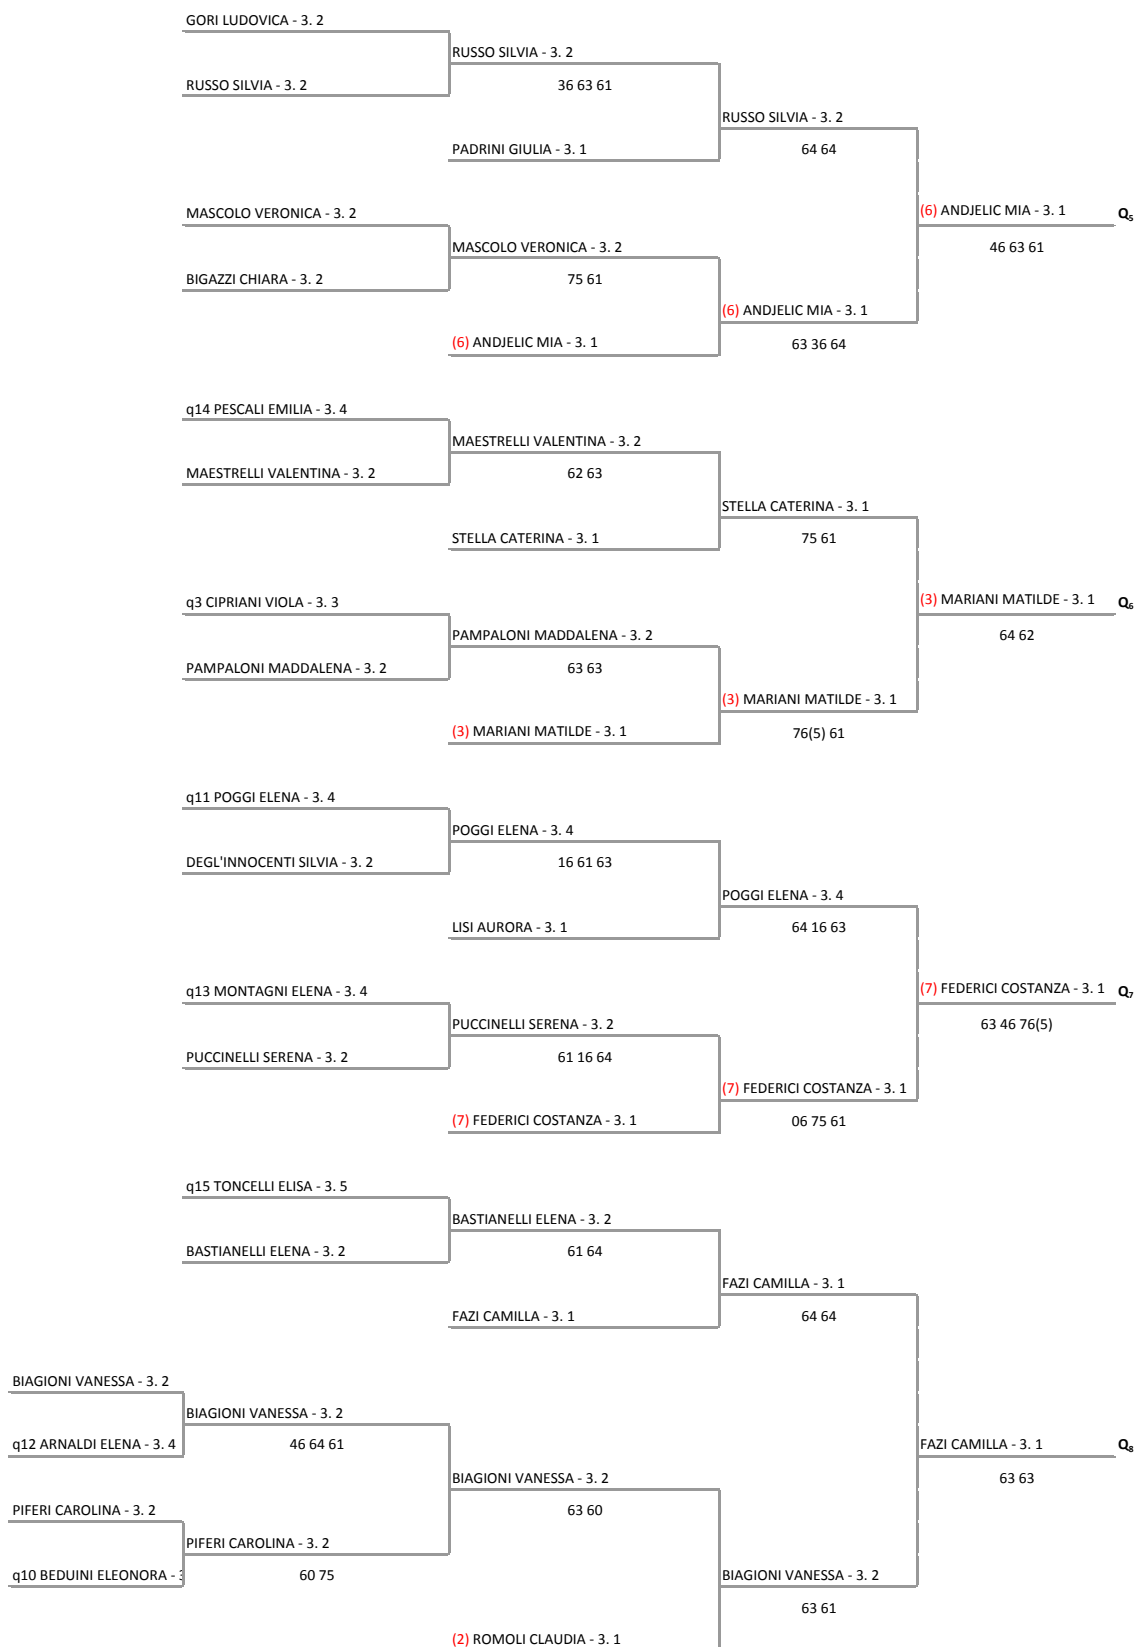 GORI LUDOVICA - 3. 2
RUSSO SILVIA - 3. 2
RUSSO SILVIA - 3. 2
36 63 61
RUSSO SILVIA - 3. 2
PADRINI GIULIA - 3. 1
64 64
MASCOLO VERONICA - 3. 2
(6) ANDJELIC MIA - 3. 1
Q5
MASCOLO VERONICA - 3. 2
46 63 61
BIGAZZI CHIARA - 3. 2
75 61
(6) ANDJELIC MIA - 3. 1
(6) ANDJELIC MIA - 3. 1
63 36 64
q14 PESCALI EMILIA - 3. 4
MAESTRELLI VALENTINA - 3. 2
MAESTRELLI VALENTINA - 3. 2
62 63
STELLA CATERINA - 3. 1
STELLA CATERINA - 3. 1
75 61
q3 CIPRIANI VIOLA - 3. 3
(3) MARIANI MATILDE - 3. 1
Q6
PAMPALONI MADDALENA - 3. 2
64 62
PAMPALONI MADDALENA - 3. 2
63 63
(3) MARIANI MATILDE - 3. 1
(3) MARIANI MATILDE - 3. 1
76(5) 61
q11 POGGI ELENA - 3. 4
POGGI ELENA - 3. 4
DEGL'INNOCENTI SILVIA - 3. 2
16 61 63
POGGI ELENA - 3. 4
LISI AURORA - 3. 1
64 16 63
q13 MONTAGNI ELENA - 3. 4
(7) FEDERICI COSTANZA - 3. 1
Q7
PUCCINELLI SERENA - 3. 2
63 46 76(5)
PUCCINELLI SERENA - 3. 2
61 16 64
(7) FEDERICI COSTANZA - 3. 1
(7) FEDERICI COSTANZA - 3. 1
06 75 61
q15 TONCELLI ELISA - 3. 5
BASTIANELLI ELENA - 3. 2
BASTIANELLI ELENA - 3. 2
61 64
FAZI CAMILLA - 3. 1
FAZI CAMILLA - 3. 1
64 64
BIAGIONI VANESSA - 3. 2
BIAGIONI VANESSA - 3. 2
q12 ARNALDI ELENA - 3. 4
46 64 61
FAZI CAMILLA - 3. 1
Q8
BIAGIONI VANESSA - 3. 2
63 63
PIFERI CAROLINA - 3. 2
63 60
PIFERI CAROLINA - 3. 2
q10 BEDUINI ELEONORA -
60 75
BIAGIONI VANESSA - 3. 2
63 61
(2) ROMOLI CLAUDIA - 3. 1